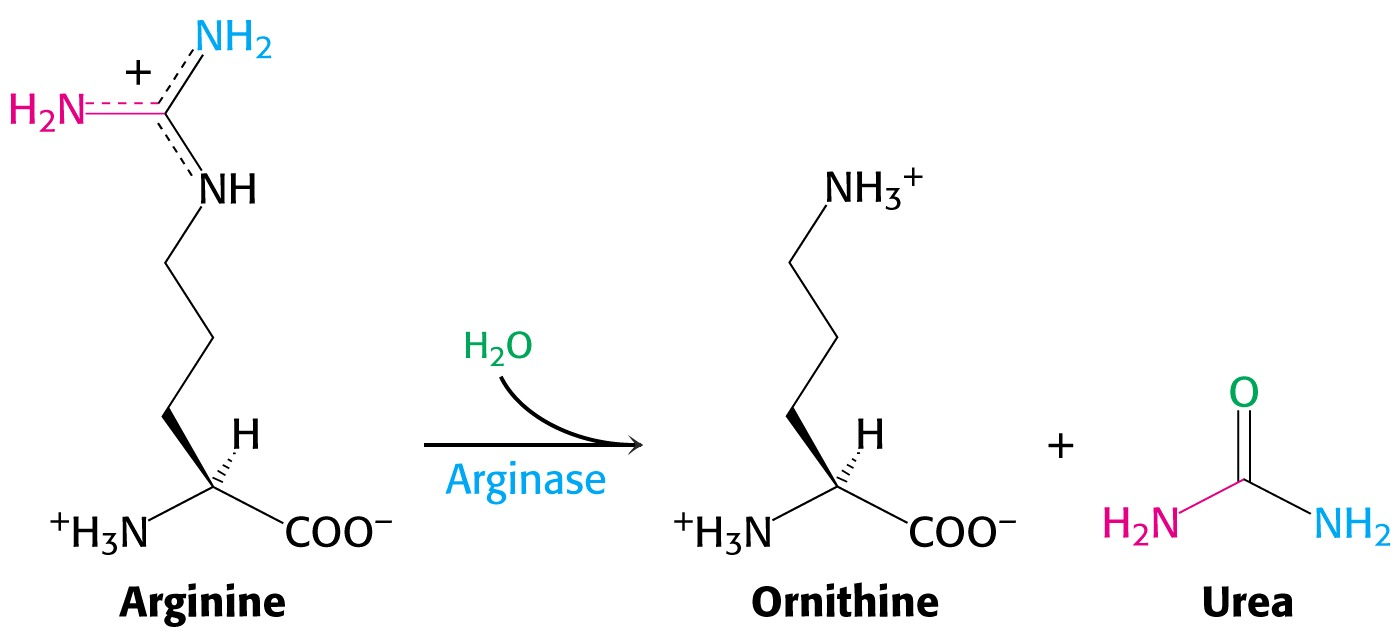 NH₂
+
H₂N
NH
H
⁺H₃N
COO⁻
Arginine
H₂O
Arginase
NH₃⁺
H
⁺H₃N
COO⁻
Ornithine
+
O
H₂N
NH₂
Urea